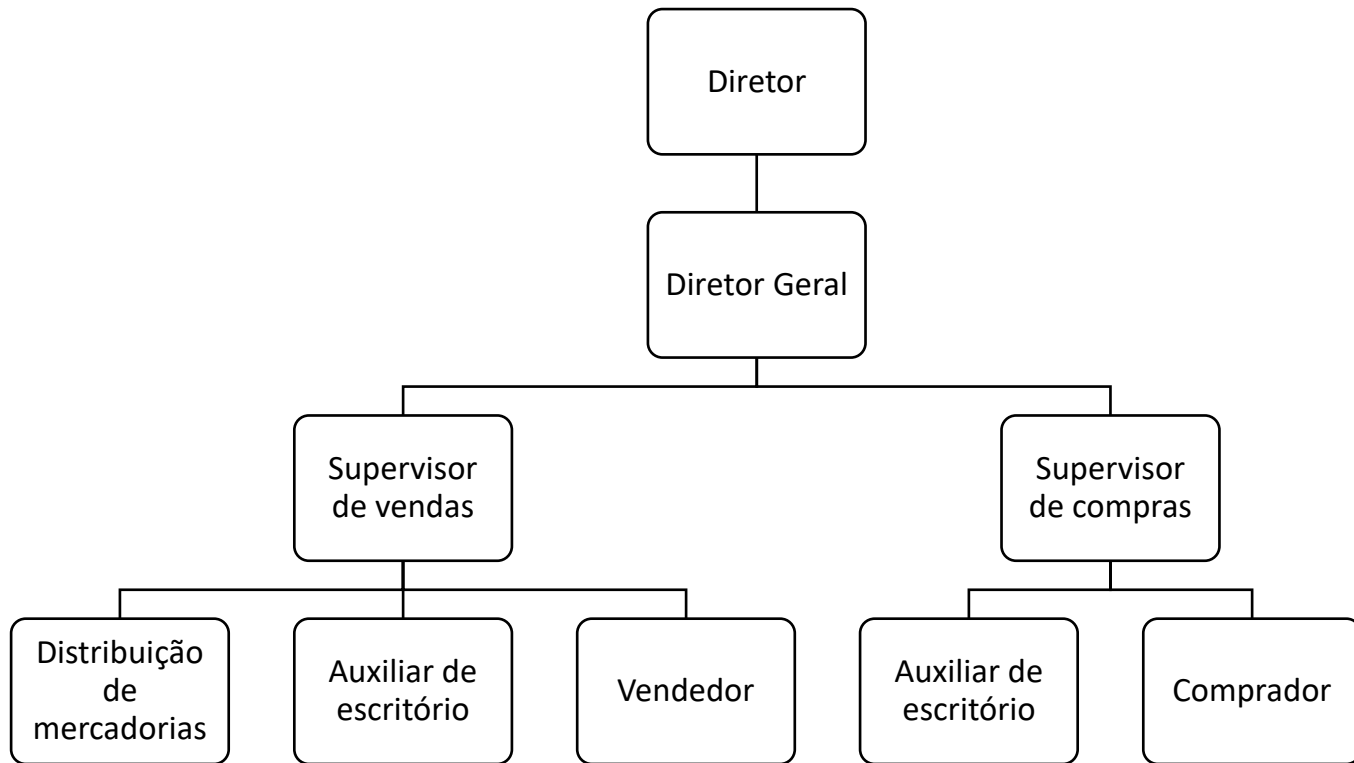 Diretor
Diretor Geral
Supervisor
de vendas
Supervisor
de compras
Distribuição
de
mercadorias
Auxiliar de
escritório
Vendedor
Auxiliar de
escritório
Comprador